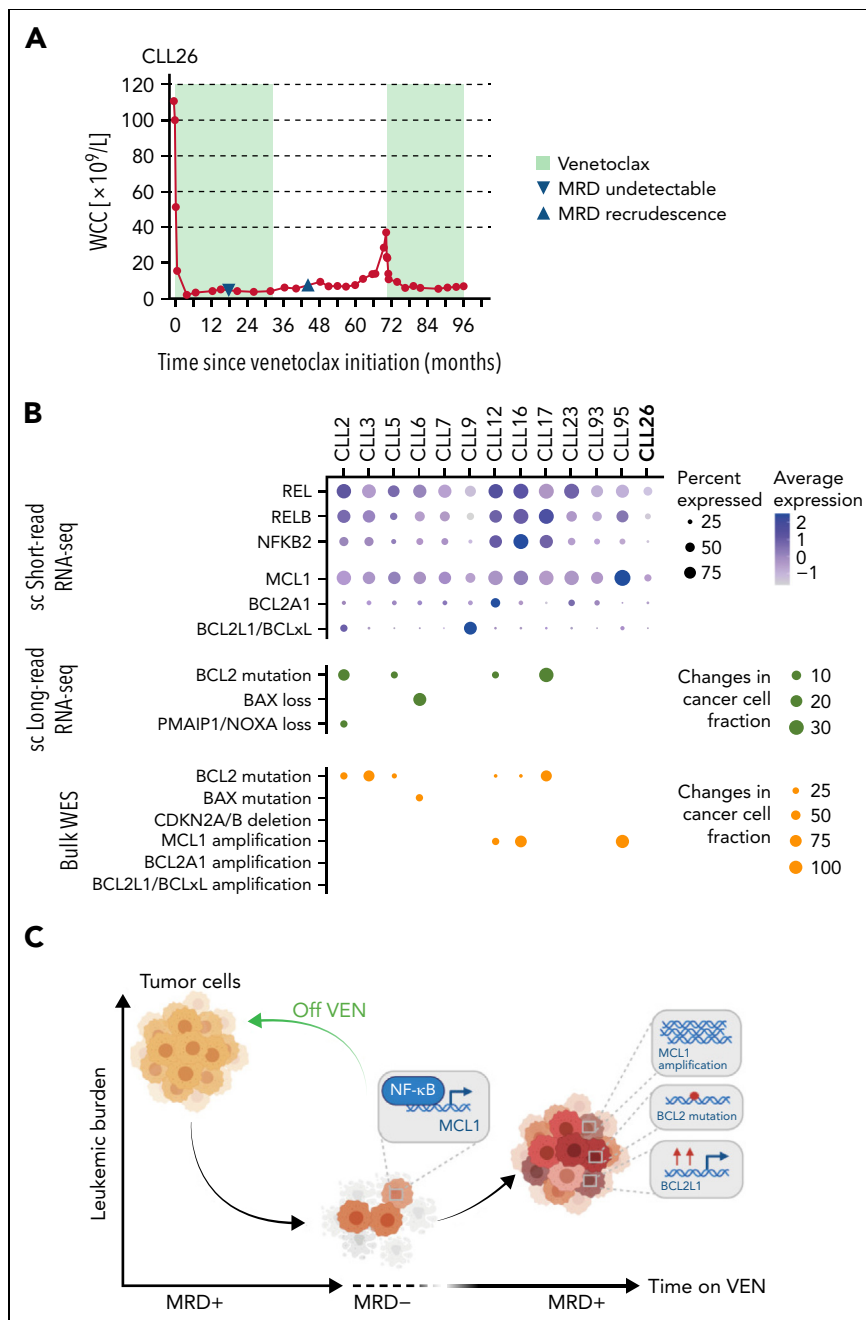 A
CLL26
120
100
80
60
40
20
0
WCC [×10⁹/L]
0 12 24 36 48 60 72 84 96
Time since venetoclax initiation (months)
Venetoclax
MRD undetectable
MRD recrudescence
B
CLL2 CLL3 CLL5 CLL6 CLL7 CLL9 CLL12 CLL16 CLL17 CLL23 CLL93 CLL95 CLL26
sc Short-read
RNA-seq
REL
RELB
NFKB2
MCL1
BCL2A1
BCL2L1/BCLxL
Percent
expressed
25
50
75
Average
expression
2
1
0
−1
sc Long-read
RNA-seq
BCL2 mutation
BAX loss
PMAIP1/NOXA loss
Changes in
cancer cell
fraction
10
20
30
Bulk WES
BCL2 mutation
BAX mutation
CDKN2A/B deletion
MCL1 amplification
BCL2A1 amplification
BCL2L1/BCLxL amplification
Changes in
cancer cell
fraction
25
50
75
100
C
Leukemic burden
Tumor cells
Off VEN
NF-κB
MCL1
MCL1
amplification
BCL2 mutation
BCL2L1
MRD+
MRD−
MRD+
Time on VEN